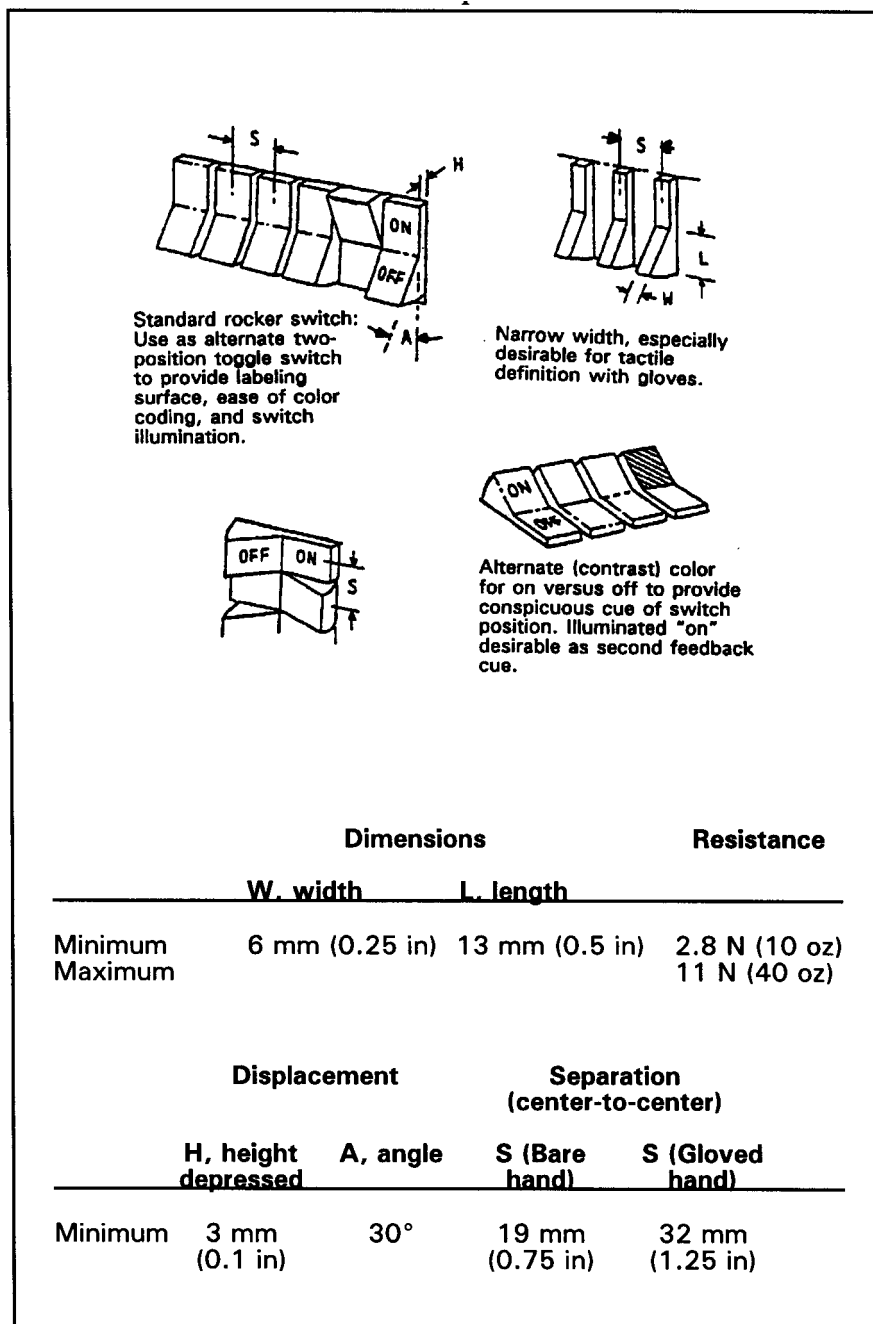 S
H
ON
OFF
A
Standard rocker switch:
Use as alternate two-
position toggle switch
to provide labeling
surface, ease of color
coding, and switch
illumination.
S
L
W
Narrow width, especially
desirable for tactile
definition with gloves.
OFF ON
S
ON
OFF
Alternate (contrast) color
for on versus off to provide
conspicuous cue of switch
position. Illuminated "on"
desirable as second feedback
cue.
Dimensions Resistance
W, width L, length
Minimum 6 mm (0.25 in) 13 mm (0.5 in) 2.8 N (10 oz)
Maximum 11 N (40 oz)
Displacement Separation
(center-to-center)
H, height A, angle S (Bare S (Gloved
depressed hand) hand)
Minimum 3 mm 30° 19 mm 32 mm
(0.1 in) (0.75 in) (1.25 in)